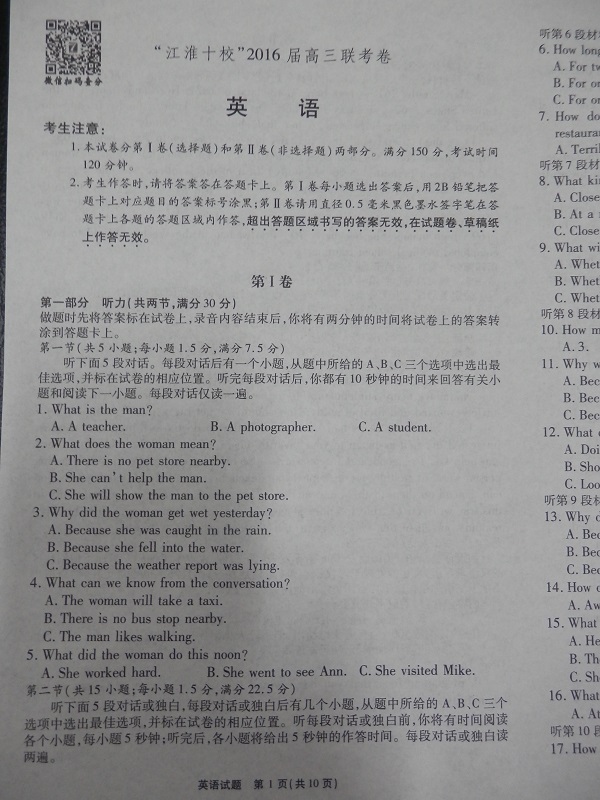 微信扫码查分
“江淮十校”2016届高三联考卷
英 语
考生注意：
1.本试卷分第Ⅰ卷(选择题)和第Ⅱ卷(非选择题)两部分。满分150分,考试时间
120分钟。
2.考生作答时,请将答案答在答题卡上。第Ⅰ卷每小题选出答案后,用2B铅笔把答
题卡上对应题目的答案标号涂黑;第Ⅱ卷请用直径0.5毫米黑色墨水签字笔在答
题卡上各题的答题区域内作答,超出答题区域书写的答案无效,在试题卷、草稿纸
上作答无效。
第Ⅰ卷
第一部分 听力(共两节,满分30分)
做题时先将答案标在试卷上,录音内容结束后,你将有两分钟的时间将试卷上的答案转
涂到答题卡上。
第一节(共5小题;每小题1.5分,满分7.5分)
听下面5段对话。每段对话后有一个小题,从题中所给的A、B、C三个选项中选出最
佳选项,并标在试卷的相应位置。听完每段对话后,你都有10秒钟的时间来回答有关小
题和阅读下一小题。每段对话仅读一遍。
1. What is the man?
A. A teacher. B. A photographer. C. A student.
2. What does the woman mean?
A. There is no pet store nearby.
B. She can't help the man.
C. She will show the man to the pet store.
3. Why did the woman get wet yesterday?
A. Because she was caught in the rain.
B. Because she fell into the water.
C. Because the weather report was lying.
4. What can we know from the conversation?
A. The woman will take a taxi.
B. There is no bus stop nearby.
C. The man likes walking.
5. What did the woman do this noon?
A. She worked hard. B. She went to see Ann. C. She visited Mike.
第二节(共15小题;每小题1.5分,满分22.5分)
听下面5段对话或独白,每段对话或独白后有几个小题,从题中所给的A、B、C三个
选项中选出最佳选项,并标在试卷的相应位置。听每段对话或独白前,你将有时间阅读
各个小题,每小题5秒钟;听完后,各小题将给出5秒钟的作答时间。每段对话或独白读
两遍。
英语试题 第1页(共10页)
听第6段材
6. How long
A. For tw
B. For on
C. For on
7. How do
restauran
A. Terril
听第7段材
8. What kin
A. Close
B. At a
C. Close
9. What wi
A. Whet
B. Whet
C. Whet
听第8段材
10. How m
A. 3.
11. Why w
A. Bec
B. Bec
C. Bec
12. What
A. Doi
B. Sho
C. Loo
听第9段材
13. Why
A. Bec
B. Bec
C. Bec
14. How
A. Aw
15. What
A. He
B. Th
C. Sh
16. What
A. At
听第10段
17. How